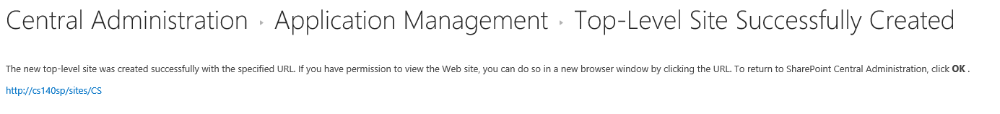 Central Administration ▸ Application Management ▸ Top-Level Site Successfully Created
The new top-level site was created successfully with the specified URL. If you have permission to view the Web site, you can do so in a new browser window by clicking the URL. To return to SharePoint Central Administration, click OK .
http://cs140sp/sites/CS